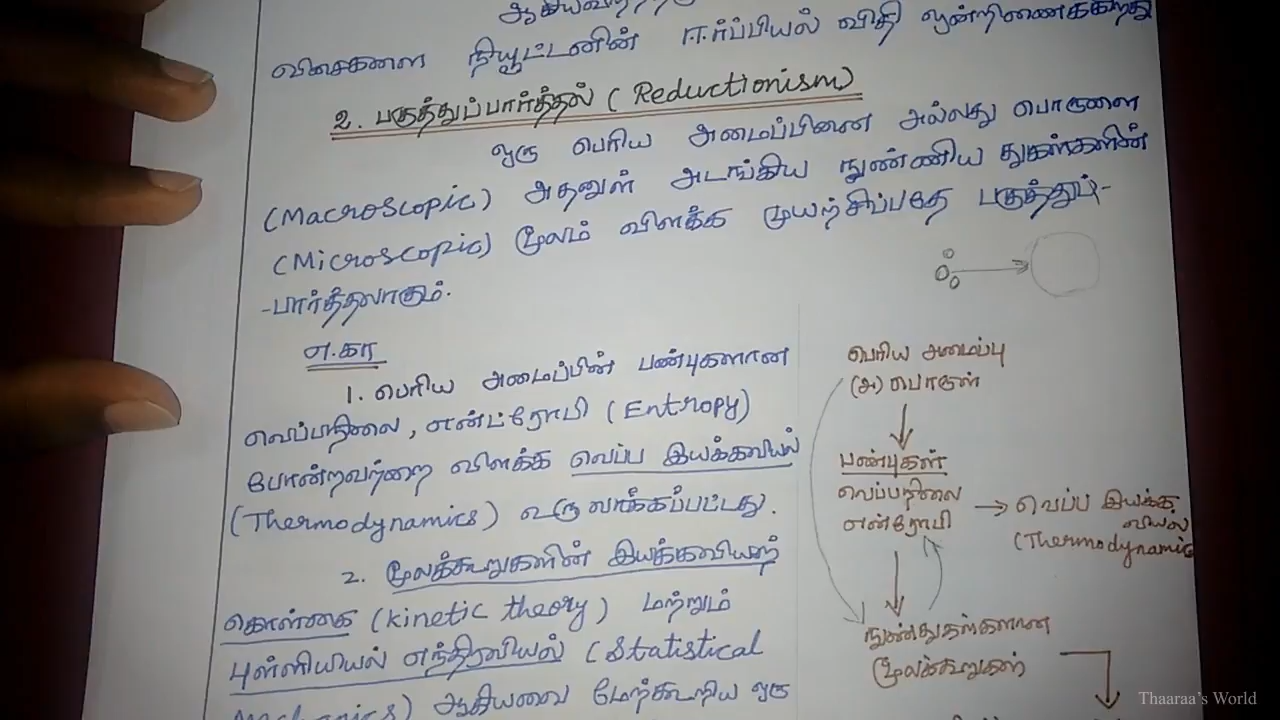 விசைகளை நியூட்டனின் ஈர்ப்பியல் விதி ஒன்றிணைக்கிறது
2. பகுத்துப்பார்த்தல் (Reductionism)
ஒரு பெரிய அமைப்பினை அல்லது பொருளை
(Macroscopic) அதனுள் அடங்கிய நுண்ணிய துகள்களின்
(Microscopic) மூலம் விளக்க முயற்சிப்பதே பகுத்துப்-
-பார்த்தலாகும்.
எ.கா
1. பெரிய அமைப்பின் பண்புகளான
வெப்பநிலை, என்ட்ரோபி (Entropy)
போன்றவற்றை விளக்க வெப்ப இயக்கவியல்
(Thermodynamics) உருவாக்கப்பட்டது.
2. மூலக்கூறுகளின் இயக்கவியற்
கொள்கை (kinetic theory) மற்றும்
புள்ளியியல் எந்திரவியல் (Statistical
Mechanics) ஆகியவை மேற்கூறிய ஒரு
பெரிய அமைப்பு
(அ) பொருள்
பண்புகள்
வெப்பநிலை
என்ரோபி
வெப்ப இயக்க
வியல்
(Thermodynamic
நுண்துகள்களான
மூலக்கூறுகள்
Thaaraa's World